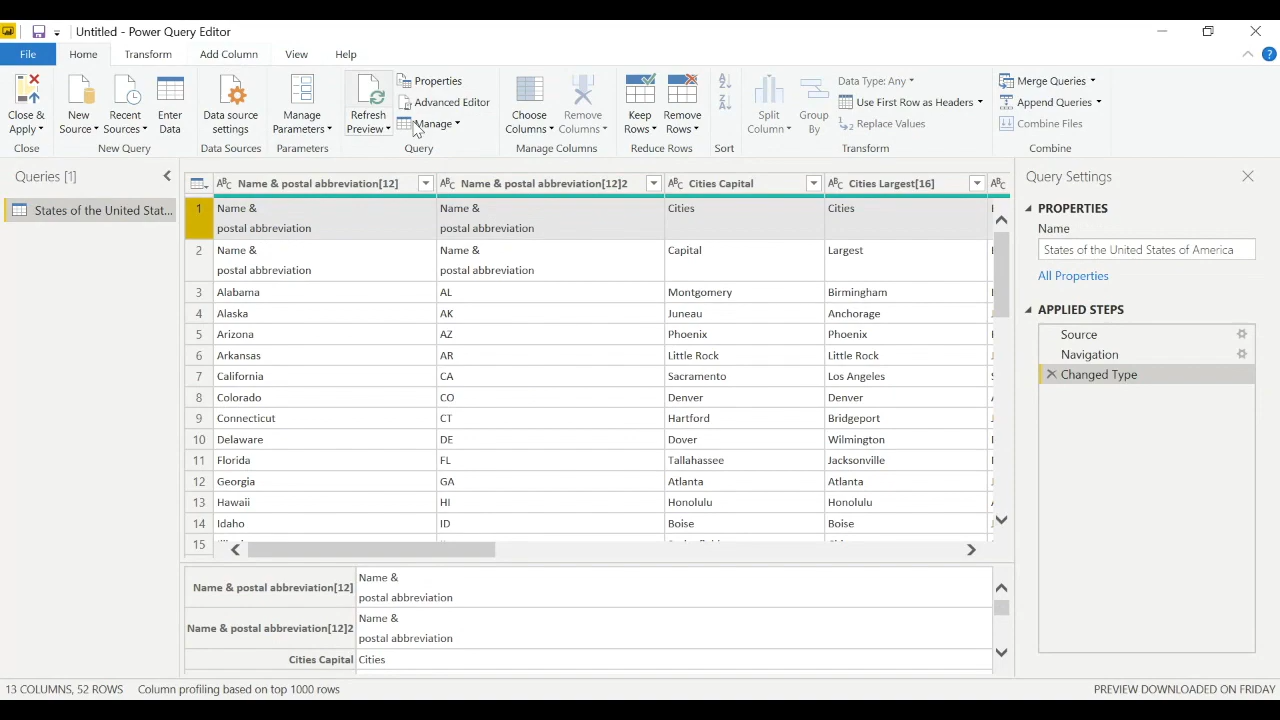 Untitled - Power Query Editor
File Home Transform Add Column View Help
Close & Apply
New Source
Recent Sources
Enter Data
Data source settings
Manage Parameters
Refresh Preview
Properties
Advanced Editor
Manage
Choose Columns
Remove Columns
Keep Rows
Remove Rows
Split Column
Group By
Data Type: Any
Use First Row as Headers
Replace Values
Merge Queries
Append Queries
Combine Files
Close New Query Data Sources Parameters Query Manage Columns Reduce Rows Sort Transform Combine
Queries [1]
States of the United Stat...
Name & postal abbreviation[12] Name & postal abbreviation[12]2 Cities Capital Cities Largest[16]
1 Name & Name & Cities Cities
postal abbreviation postal abbreviation
2 Name & Name & Capital Largest
postal abbreviation postal abbreviation
3 Alabama AL Montgomery Birmingham
4 Alaska AK Juneau Anchorage
5 Arizona AZ Phoenix Phoenix
6 Arkansas AR Little Rock Little Rock
7 California CA Sacramento Los Angeles
8 Colorado CO Denver Denver
9 Connecticut CT Hartford Bridgeport
10 Delaware DE Dover Wilmington
11 Florida FL Tallahassee Jacksonville
12 Georgia GA Atlanta Atlanta
13 Hawaii HI Honolulu Honolulu
14 Idaho ID Boise Boise
15
Name & postal abbreviation[12] Name &
postal abbreviation
Name & postal abbreviation[12]2 Name &
postal abbreviation
Cities Capital Cities
Query Settings
PROPERTIES
Name
States of the United States of America
All Properties
APPLIED STEPS
Source
Navigation
Changed Type
13 COLUMNS, 52 ROWS Column profiling based on top 1000 rows PREVIEW DOWNLOADED ON FRIDAY